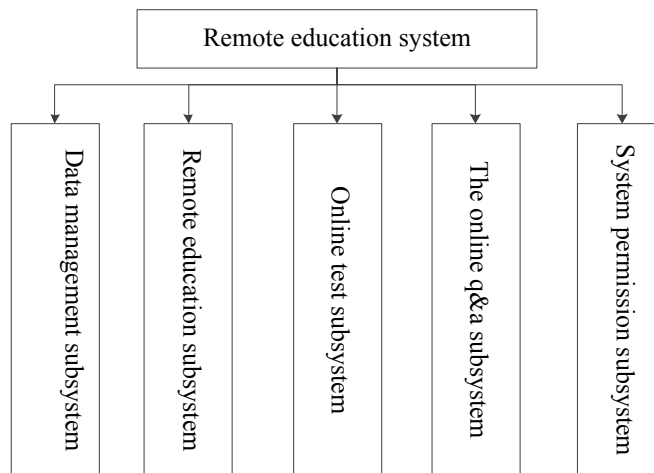 Remote education system
Data management subsystem
Remote education subsystem
Online test subsystem
The online q&a subsystem
System permission subsystem